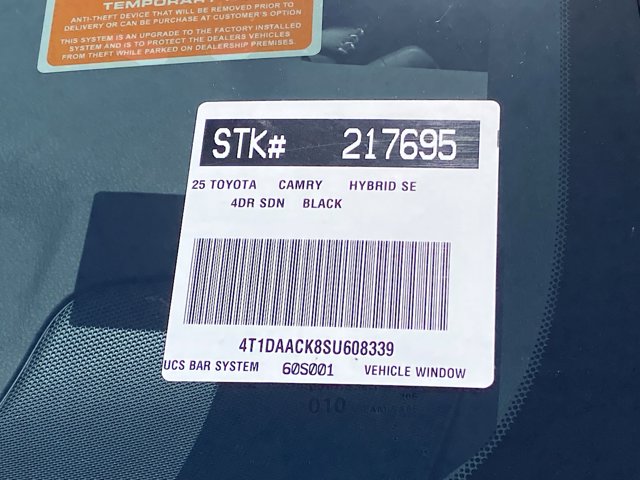 TEMPORARY
ANTI-THEFT DEVICE THAT WILL BE REMOVED PRIOR TO
DELIVERY OR CAN BE PURCHASE AT CUSTOMER'S OPTION
THIS SYSTEM IS AN UPGRADE TO THE FACTORY INSTALLED
SYSTEM AND IS TO PROTECT THE DEALERS VEHICLES
FROM THEFT WHILE PARKED ON DEALERSHIP PREMISES.
STK# 217695
25 TOYOTA CAMRY HYBRID SE
4DR SDN BLACK
4T1DAACK8SU608339
UCS BAR SYSTEM 60S001 VEHICLE WINDOW
010